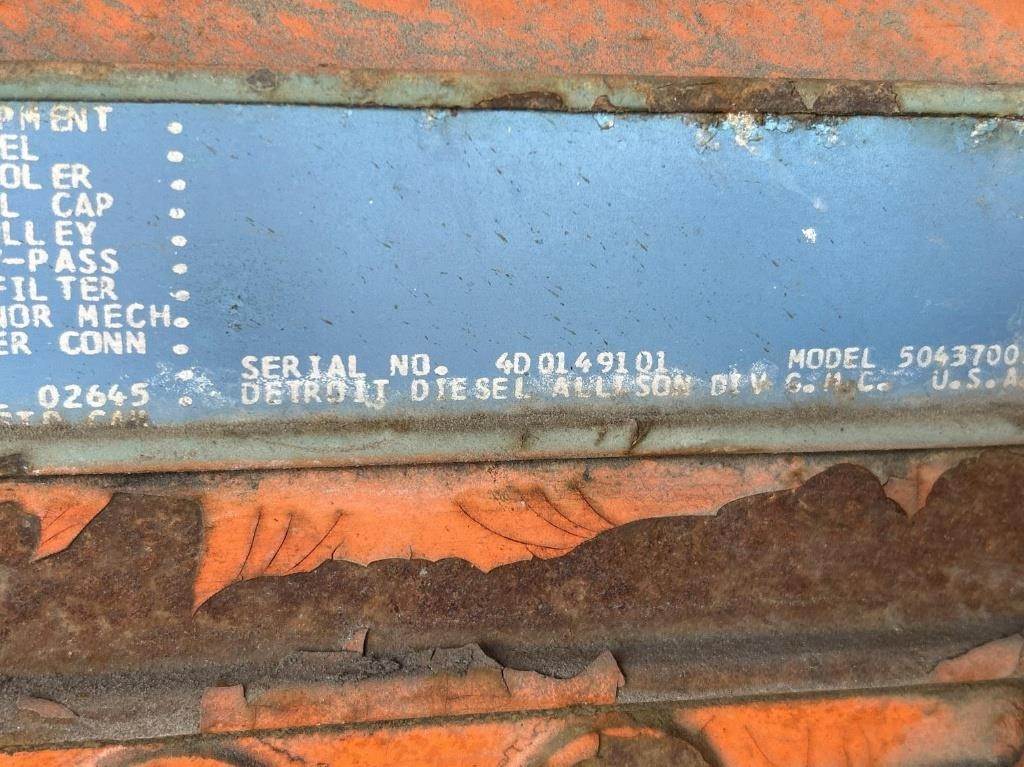 PMENT
EL
OLER
L CAP
LLEY
-PASS
FILTER
NOR MECH.
ER CONN
SERIAL NO. 4D0149101 MODEL 5043700
02645 DETROIT DIESEL ALLISON DIV G.M.C. U.S.A.